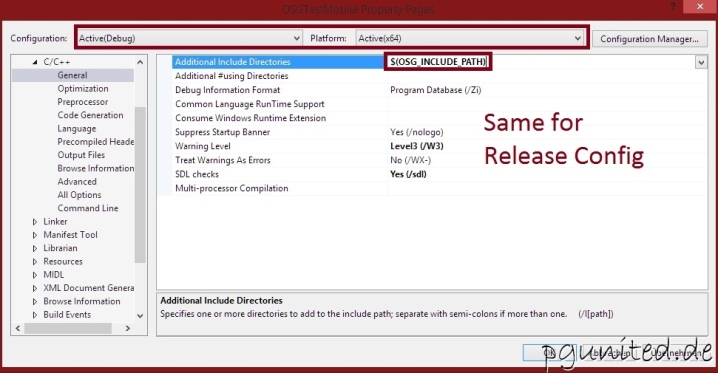 OSGTestMobile Property Pages
?
Configuration: Active(Debug) Platform: Active(x64) Configuration Manager...
C/C++
General
Optimization
Preprocessor
Code Generation
Language
Precompiled Heade
Output Files
Browse Information
Advanced
All Options
Command Line
Linker
Manifest Tool
Librarian
Resources
MIDL
XML Document Genera
Browse Information
Build Events
Additional Include Directories $(OSG_INCLUDE_PATH)
Additional #using Directories
Debug Information Format Program Database (/Zi)
Common Language RunTime Support
Consume Windows Runtime Extension
Suppress Startup Banner Yes (/nologo)
Warning Level Level3 (/W3)
Treat Warnings As Errors No (/WX-)
SDL checks Yes (/sdl)
Multi-processor Compilation
Same for
Release Config
Additional Include Directories
Specifies one or more directories to add to the include path; separate with semi-colons if more than one. (/I[path])
OK Abbrechen Übernehmen
pgunited.de